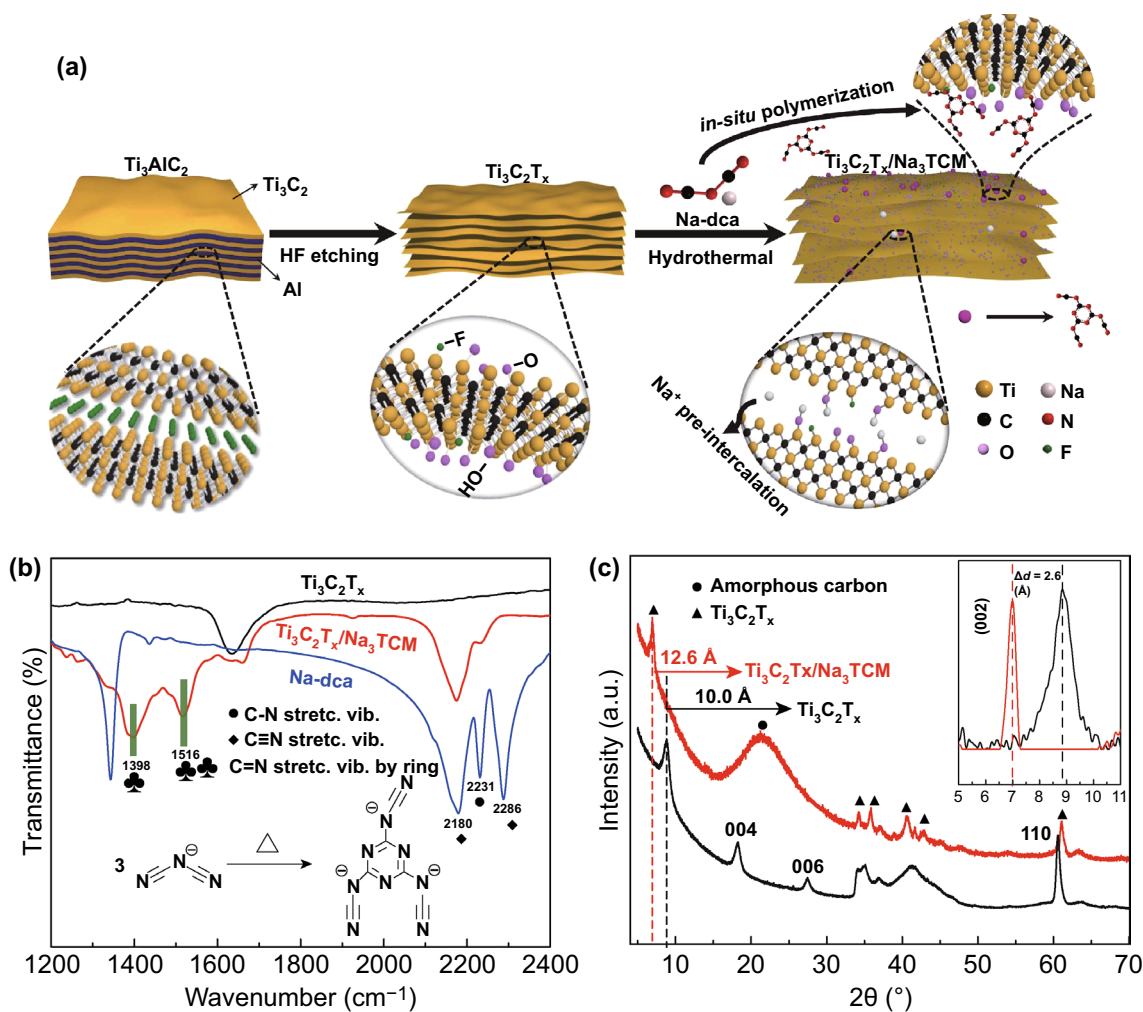 (a)
in-situ polymerization
Ti₃AlC₂
Ti₃C₂
Al
HF etching
Ti₃C₂Tₓ
Na-dca
Hydrothermal
Ti₃C₂Tₓ/Na₃TCM
F
O
HO
Na⁺ pre-intercalation
Ti
Na
C
N
O
F
(b)
Ti₃C₂Tₓ
Ti₃C₂Tₓ/Na₃TCM
Na-dca
● C-N stretc. vib.
◆ C≡N stretc. vib.
♣ C=N stretc. vib. by ring
1398
♣
1516
♣
2180
◆
2231
●
2286
◆
3 N C N⊖ C N
△
N
⊖ N
N N
N
⊖ N N ⊖
N N
Transmittance (%)
1200 1400 1600 1800 2000 2200 2400
Wavenumber (cm⁻¹)
(c)
● Amorphous carbon
▲ Ti₃C₂Tₓ
12.6 Å
Ti₃C₂Tx/Na₃TCM
10.0 Å
Ti₃C₂Tₓ
004
006
110
(002)
Δd = 2.6
(Å)
5 6 7 8 9 10 11
Intensity (a.u.)
10 20 30 40 50 60 70
2θ (°)